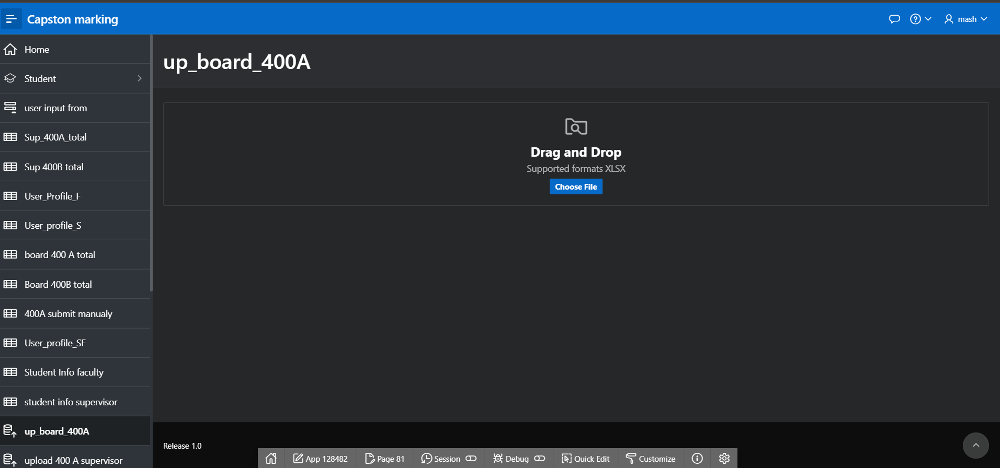 Capston marking
mash
Home
Student
user input from
Sup_400A_total
Sup 400B total
User_Profile_F
User_profile_S
board 400 A total
Board 400B total
400A submit manualy
User_profile_SF
Student Info faculty
student info supervisor
up_board_400A
upload 400 A supervisor
up_board_400A
Drag and Drop
Supported formats XLSX
Choose File
Release 1.0
App 128482
Page 81
Session
Debug
Quick Edit
Customize